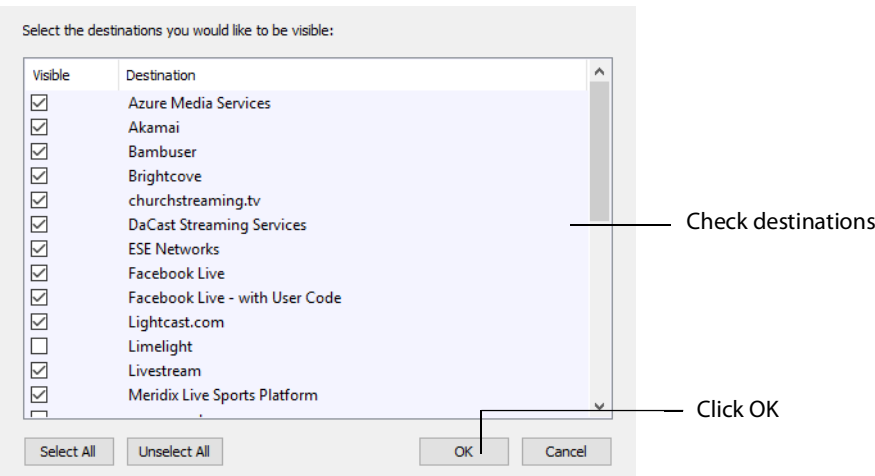 Select the destinations you would like to be visible:
Visible Destination
Azure Media Services
Akamai
Bambuser
Brightcove
churchstreaming.tv
DaCast Streaming Services
ESE Networks
Facebook Live
Facebook Live - with User Code
Lightcast.com
Limelight
Livestream
Meridix Live Sports Platform
Check destinations
Click OK
Select All Unselect All OK Cancel